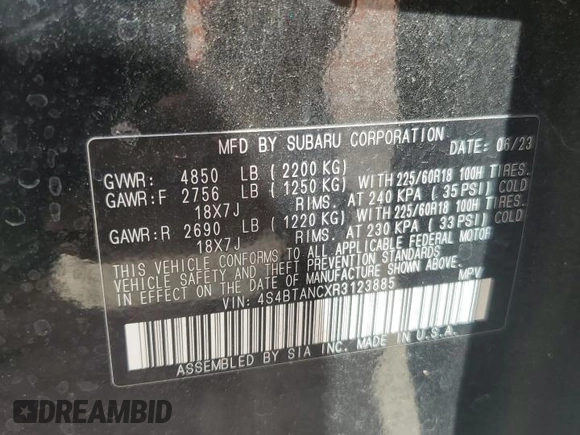 MFD BY SUBARU CORPORATION DATE: 06/23
GVWR: 4850 LB (2200 KG)
GAWR:F 2756 LB (1250 KG) WITH 225/60R18 100H TIRES.
18X7J RIMS. AT 240 KPA (35 PSI) COLD
GAWR:R 2690 LB (1220 KG) WITH 225/60R18 100H TIRES.
18X7J RIMS. AT 230 KPA (33 PSI) COLD
THIS VEHICLE CONFORMS TO ALL APPLICABLE FEDERAL MOTOR
VEHICLE SAFETY AND THEFT PREVENTION STANDARDS IN EFFECT
ON THE DATE OF MANUFACTURE SHOWN ABOVE.
VIN: 4S4BTANCXR3123885 MPV
ASSEMBLED BY SIA INC. MADE IN U.S.A.
DREAMBID